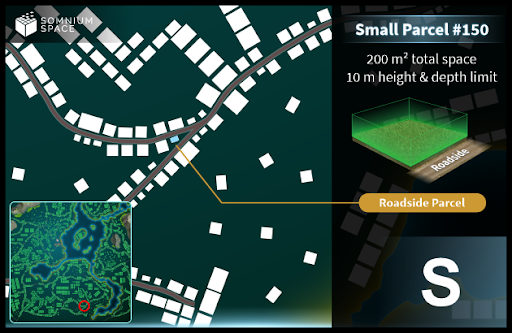 SOMNIUM
SPACE
Small Parcel #150
200 m² total space
10 m height & depth limit
Roadside
Roadside Parcel
S